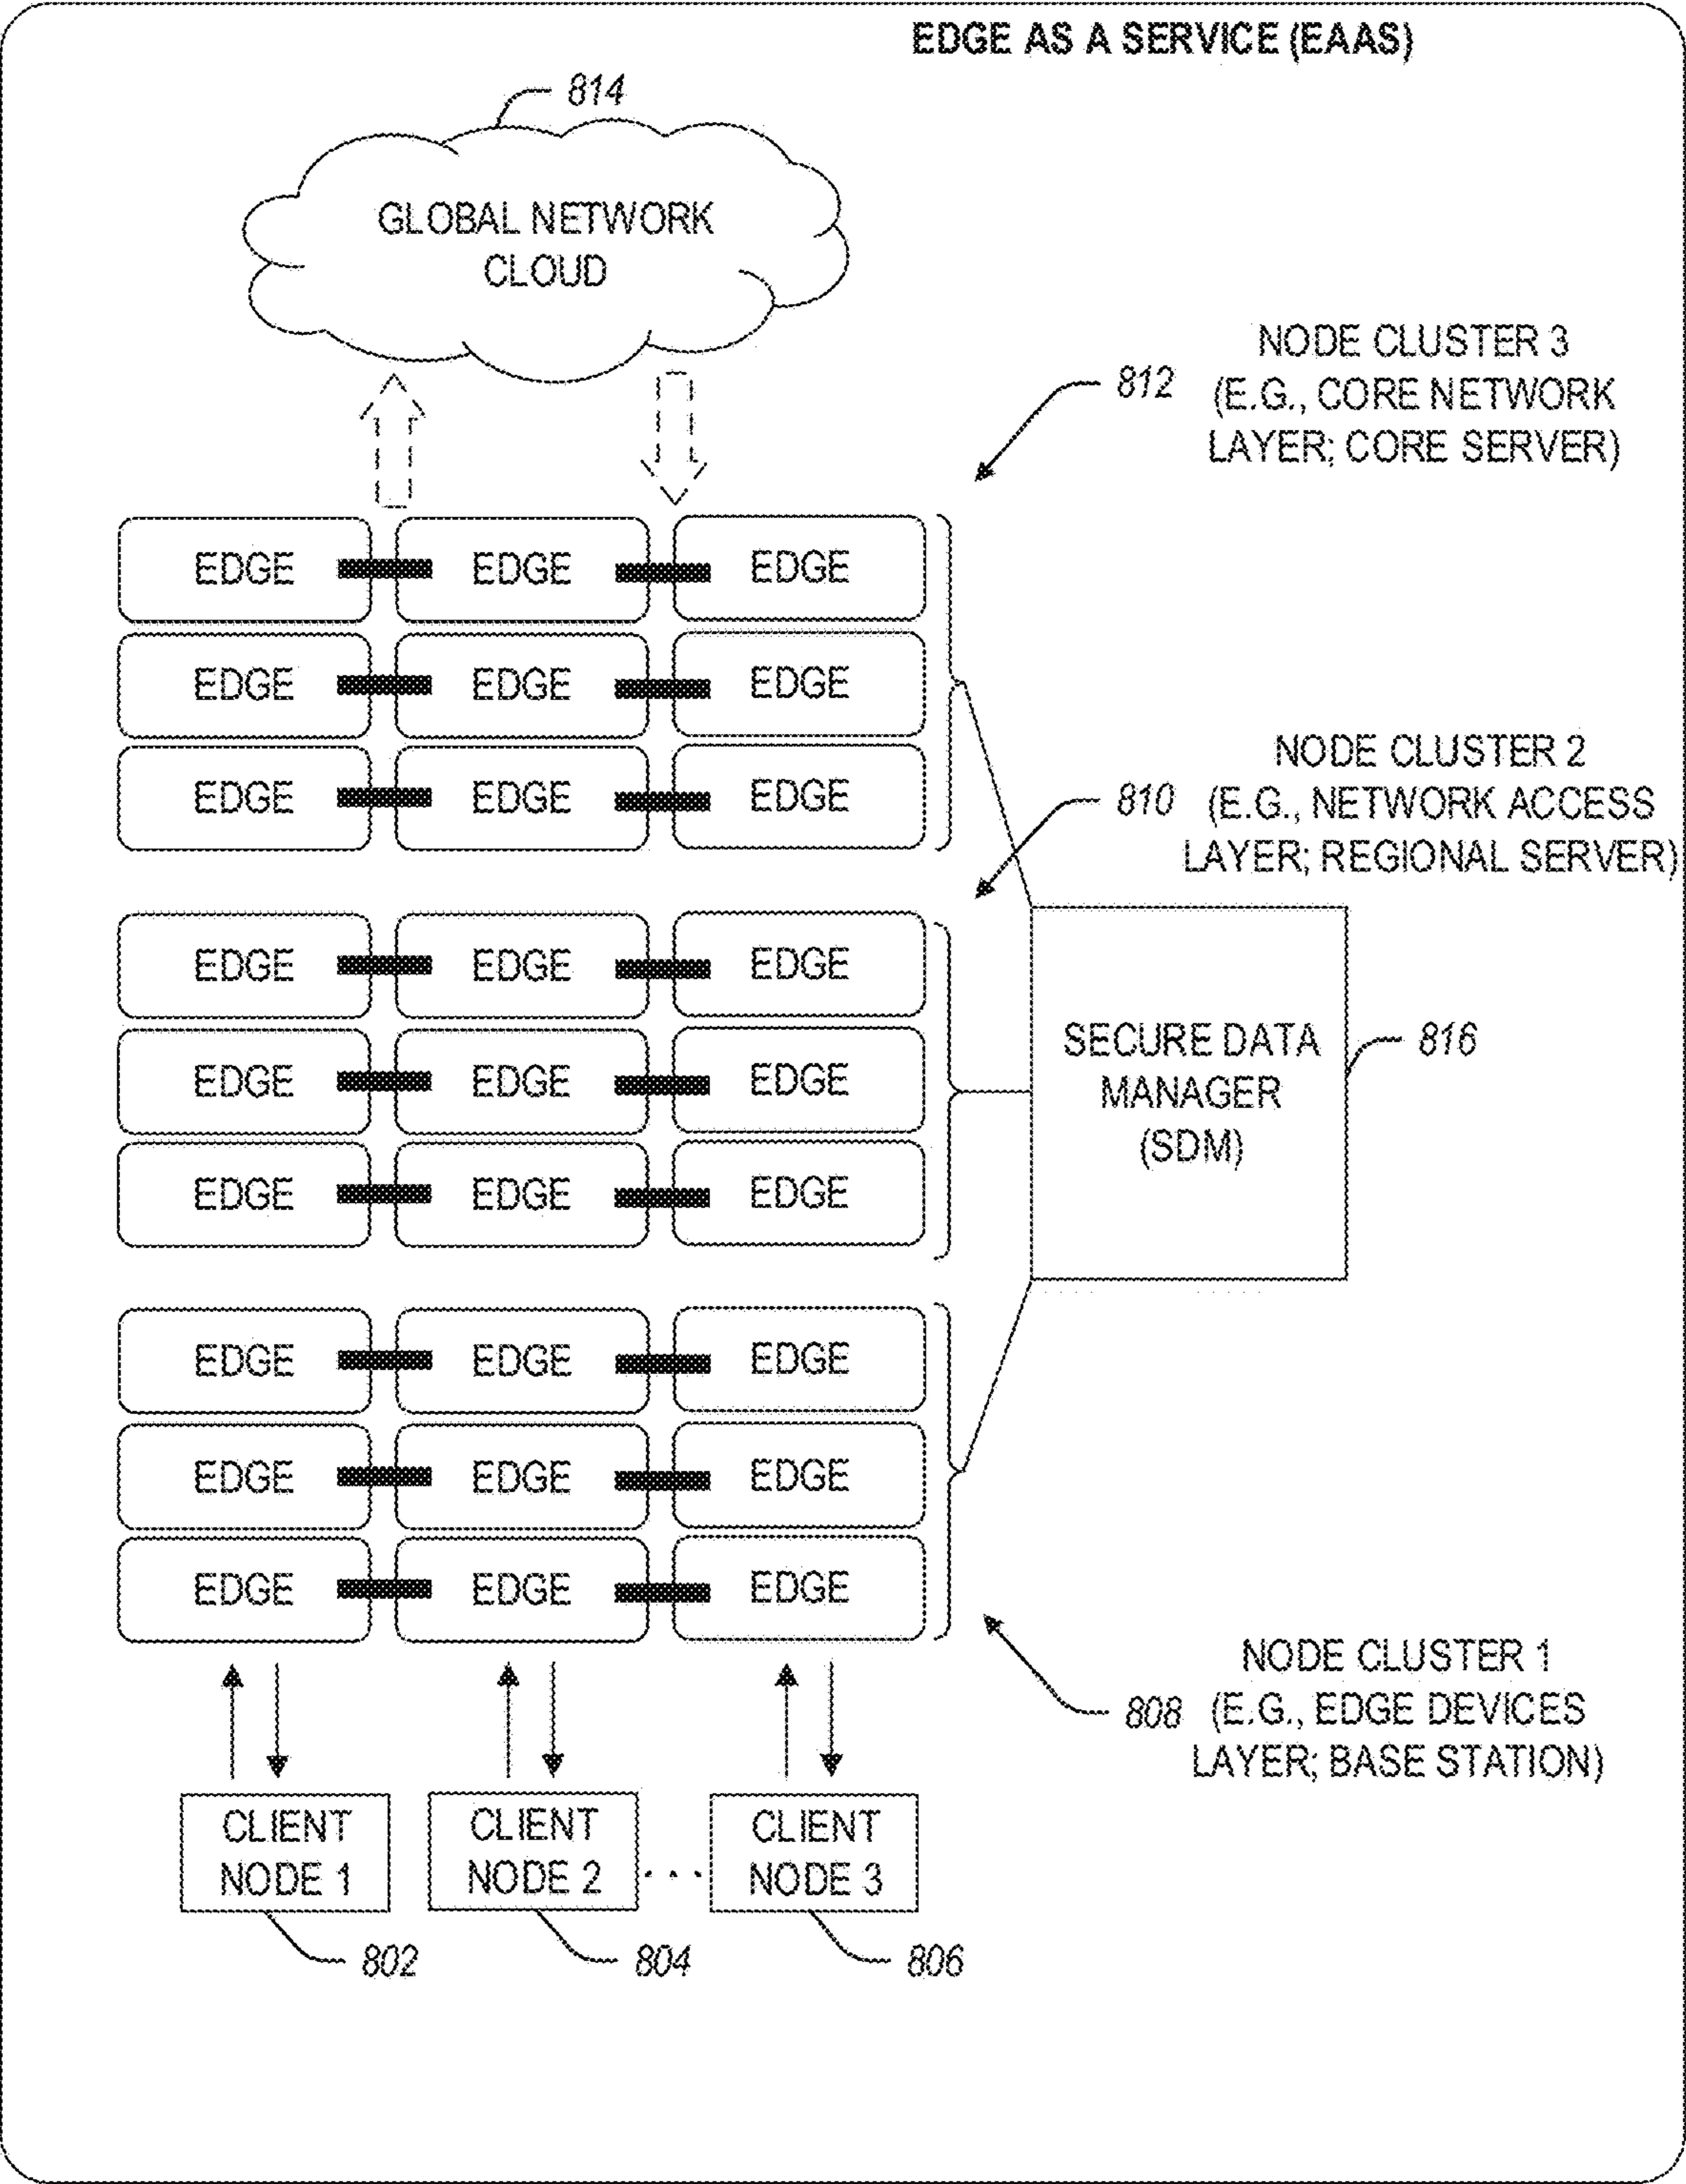 EDGE AS A SERVICE (EAAS)
814
GLOBAL NETWORK
CLOUD
NODE CLUSTER 3
812 (E.G., CORE NETWORK
LAYER; CORE SERVER)
EDGE EDGE EDGE
EDGE EDGE EDGE
EDGE EDGE EDGE
NODE CLUSTER 2
810 (E.G., NETWORK ACCESS
LAYER; REGIONAL SERVER)
EDGE EDGE EDGE
EDGE EDGE EDGE
EDGE EDGE EDGE
SECURE DATA
MANAGER
(SDM)
816
EDGE EDGE EDGE
EDGE EDGE EDGE
EDGE EDGE EDGE
NODE CLUSTER 1
808 (E.G., EDGE DEVICES
LAYER; BASE STATION)
CLIENT
NODE 1
CLIENT
NODE 2
. . .
CLIENT
NODE 3
802
804
806